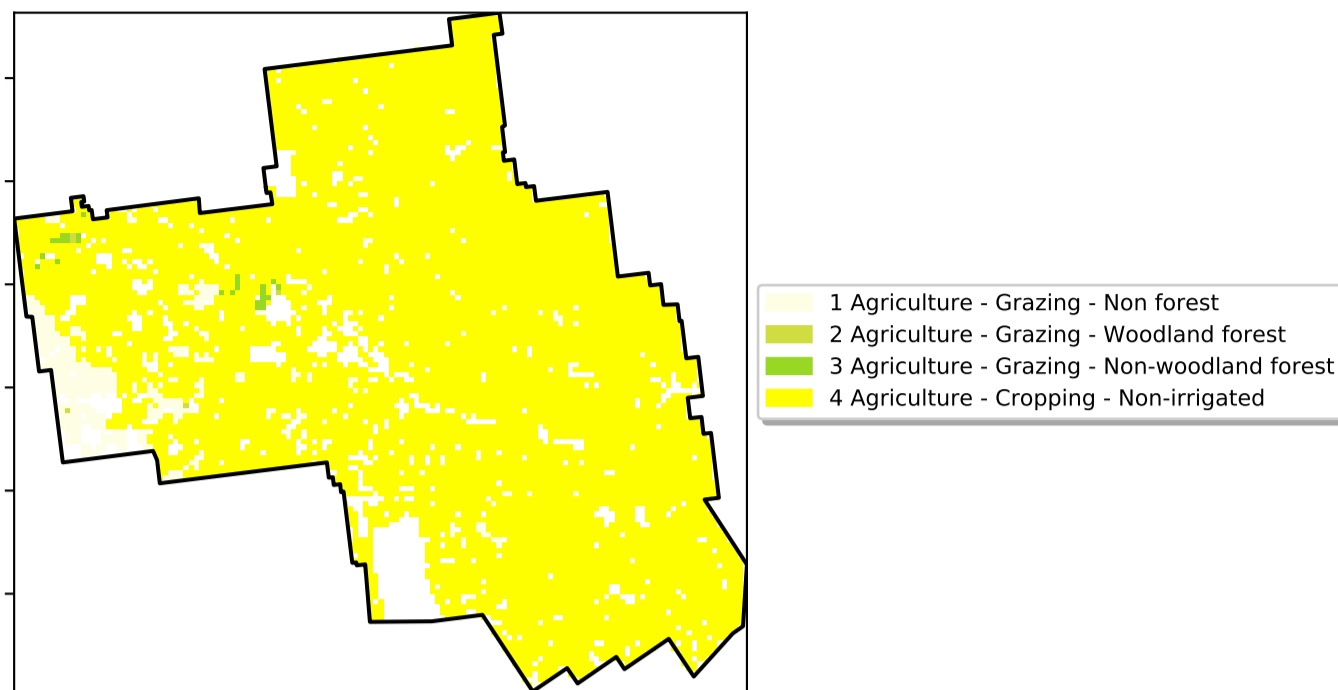 1 Agriculture - Grazing - Non forest
2 Agriculture - Grazing - Woodland forest
3 Agriculture - Grazing - Non-woodland forest
4 Agriculture - Cropping - Non-irrigated